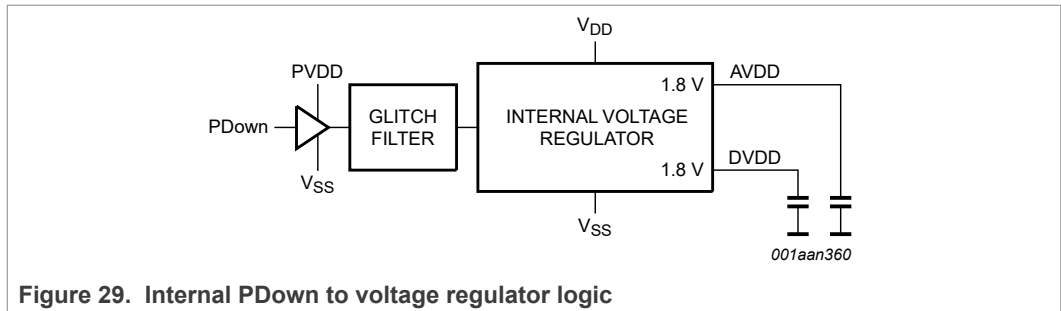 VDD
PVDD
1.8 V
AVDD
PDown
GLITCH
FILTER
INTERNAL VOLTAGE
REGULATOR
1.8 V
DVDD
VSS
VSS
001aan360
Figure 29. Internal PDown to voltage regulator logic